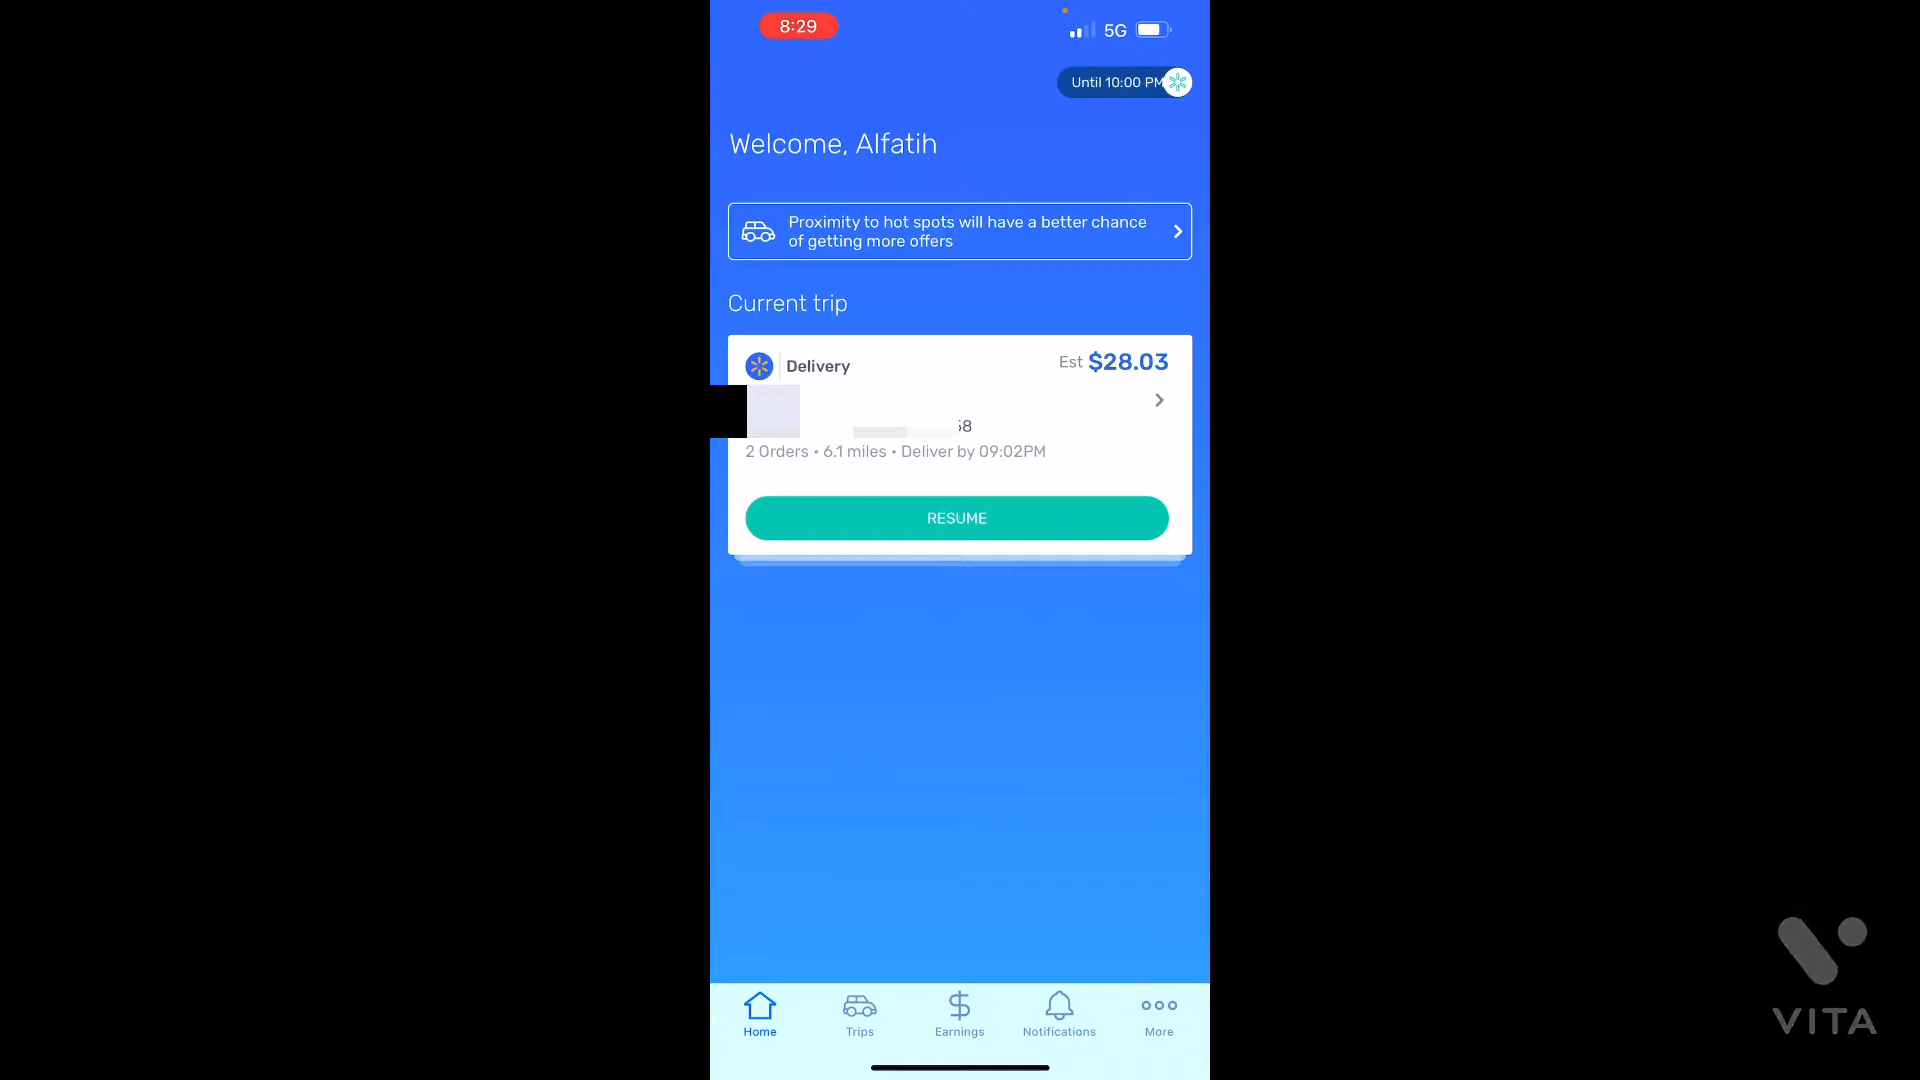 8:29
5G
Until 10:00 PM
Welcome, Alfatih
Proximity to hot spots will have a better chance
of getting more offers
Current trip
Delivery
Est $28.03
58
2 Orders • 6.1 miles • Deliver by 09:02PM
RESUME
Home
Trips
Earnings
Notifications
More
VITA